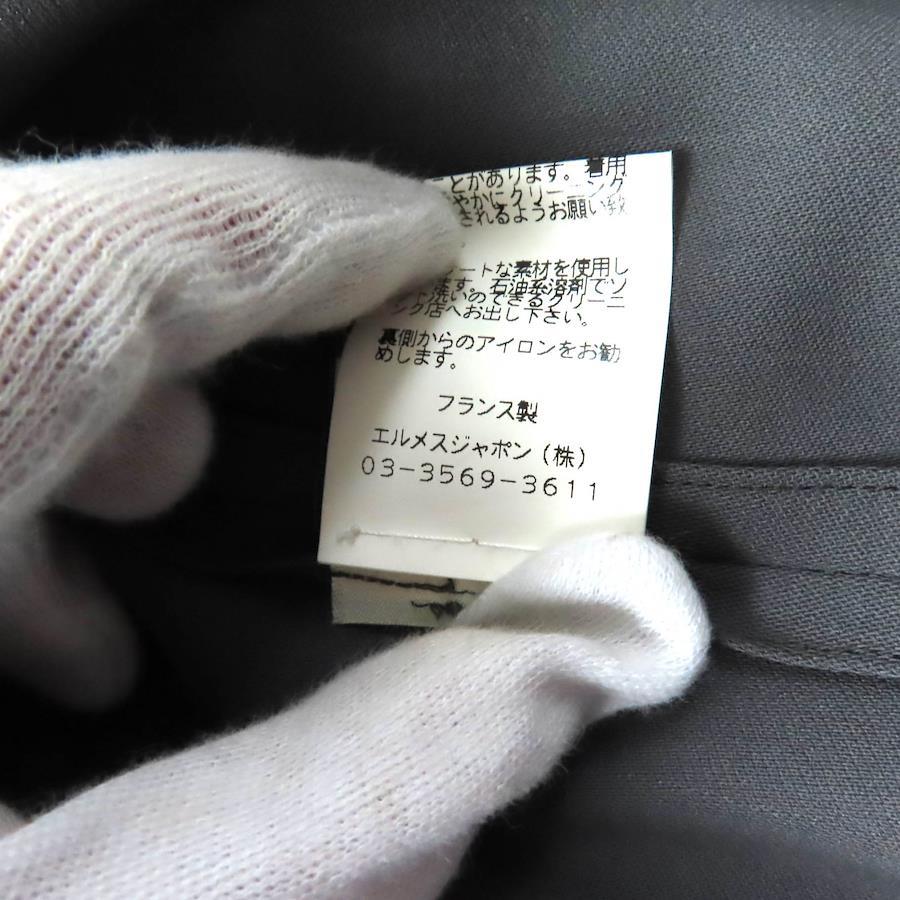 とがあります。着用
やかにクリーニング
されるようお願い致
ートな素材を使用し
ます。石油系溶剤でソ
ト洗いのできるクリーニ
ング店へお出し下さい。
裏側からのアイロンをお勧
めします。
フランス製
エルメスジャポン（株）
03-3569-3611